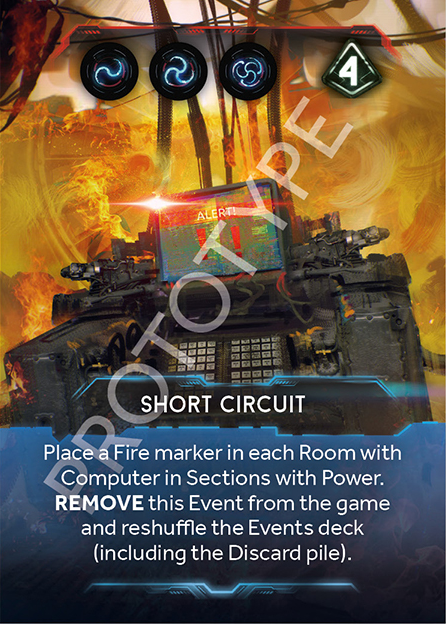 4
ALERT!
PROTOTYPE
SHORT CIRCUIT
Place a Fire marker in each Room with
Computer in Sections with Power.
REMOVE this Event from the game
and reshuffle the Events deck
(including the Discard pile).